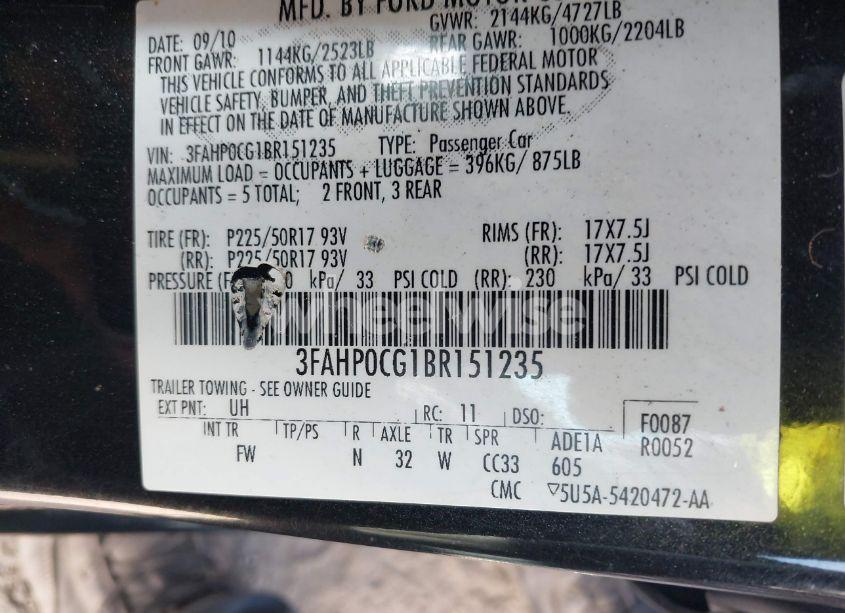 MFD. BY FORD MOTOR
DATE: 09/10 GVWR: 2144KG/4727LB
FRONT GAWR: 1144KG/2523LB REAR GAWR: 1000KG/2204LB
THIS VEHICLE CONFORMS TO ALL APPLICABLE FEDERAL MOTOR
VEHICLE SAFETY, BUMPER, AND THEFT PREVENTION STANDARDS
IN EFFECT ON THE DATE OF MANUFACTURE SHOWN ABOVE.
VIN: 3FAHP0CG1BR151235 TYPE: Passenger Car
MAXIMUM LOAD = OCCUPANTS + LUGGAGE = 396KG/ 875LB
OCCUPANTS = 5 TOTAL; 2 FRONT, 3 REAR
TIRE (FR): P225/50R17 93V RIMS (FR): 17X7.5J
(RR): P225/50R17 93V (RR): 17X7.5J
PRESSURE kPa/ 33 PSI COLD (RR): 230 kPa/ 33 PSI COLD
wheelwise
3FAHP0CG1BR151235
TRAILER TOWING - SEE OWNER GUIDE
EXT PNT: UH RC: 11 DSO: F0087
INT TR TP/PS R AXLE TR SPR ADE1A R0052
FW N 32 W CC33 605
CMC ▽5U5A-5420472-AA